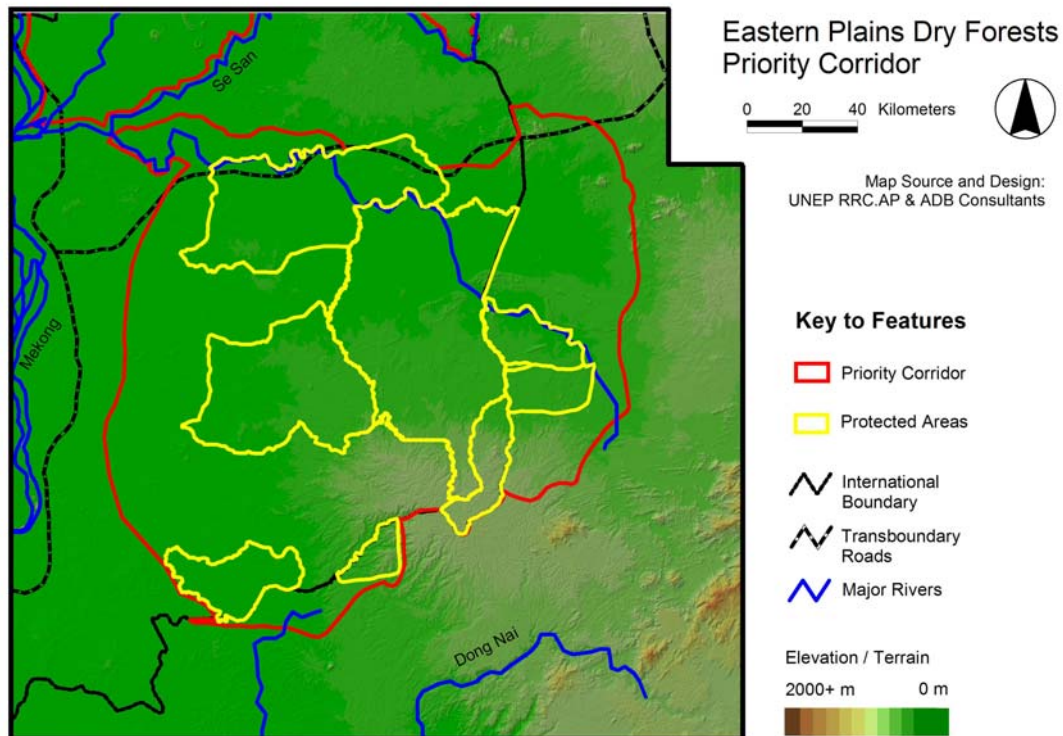 Eastern Plains Dry Forests
Priority Corridor
0 20 40 Kilometers
Map Source and Design:
UNEP RRC.AP & ADB Consultants
Se San
Mekong
Dong Nai
Key to Features
Priority Corridor
Protected Areas
International
Boundary
Transboundary
Roads
Major Rivers
Elevation / Terrain
2000+ m 0 m